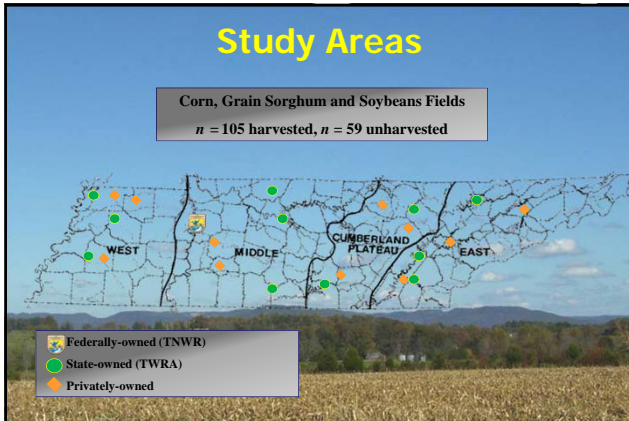 Study Areas
Corn, Grain Sorghum and Soybeans Fields
n = 105 harvested, n = 59 unharvested
WEST
MIDDLE
CUMBERLAND
PLATEAU
EAST
Federally-owned (TNWR)
State-owned (TWRA)
Privately-owned